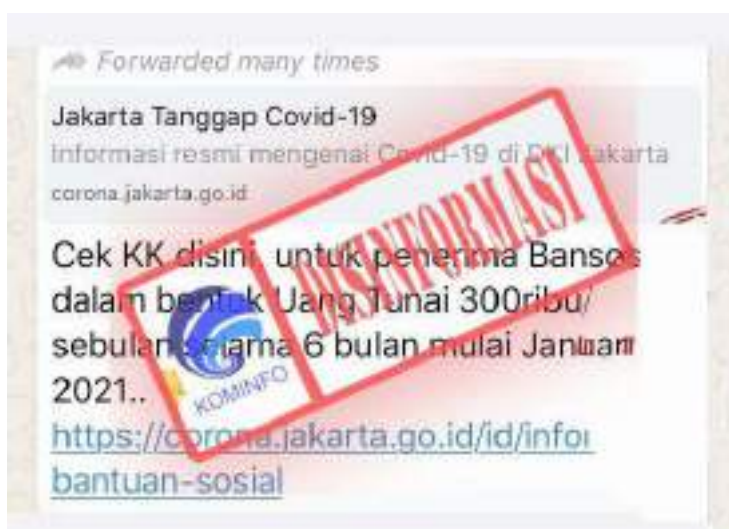 Forwarded many times
Jakarta Tanggap Covid-19
Informasi resmi mengenai Covid-19 di DKI Jakarta
corona.jakarta.go.id
DISINFORMASI
Cek KK disini, untuk penerima Bansos
dalam bentuk Uang Tunai 300ribu/
sebulan selama 6 bulan mulai Januari
2021..
KOMINFO
https://corona.jakarta.go.id/id/infor
bantuan-sosial